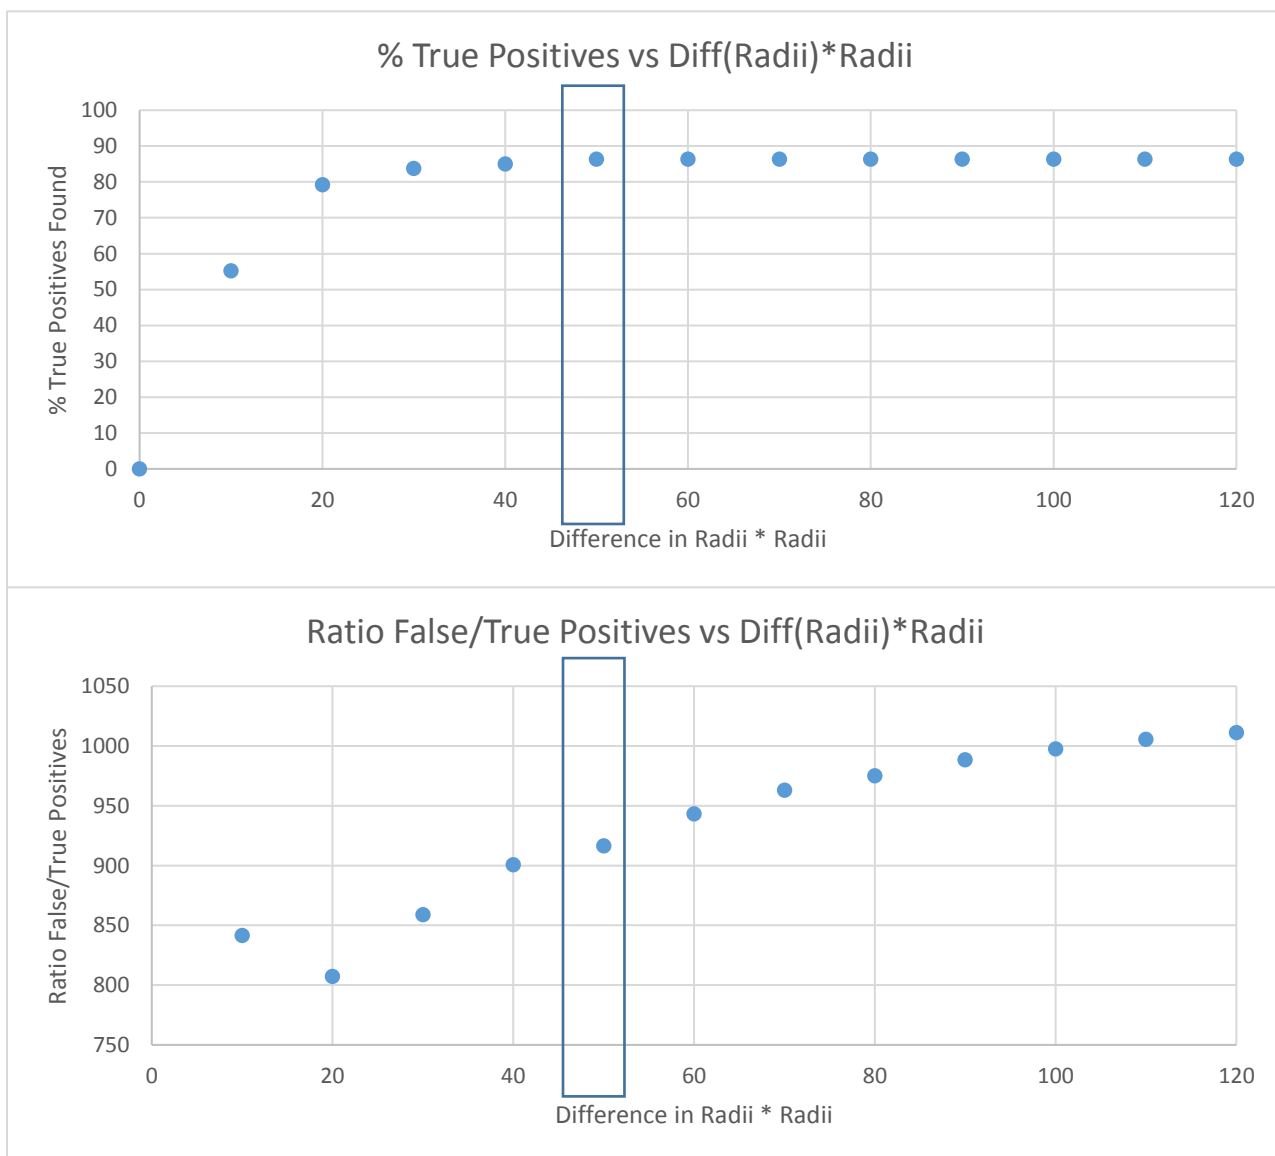 % True Positives vs Diff(Radii)*Radii
100
90
80
70
60
50
40
30
20
10
0
% True Positives Found
0 20 40 60 80 100 120
Difference in Radii * Radii
Ratio False/True Positives vs Diff(Radii)*Radii
1050
1000
950
900
850
800
750
Ratio False/True Positives
0 20 40 60 80 100 120
Difference in Radii * Radii